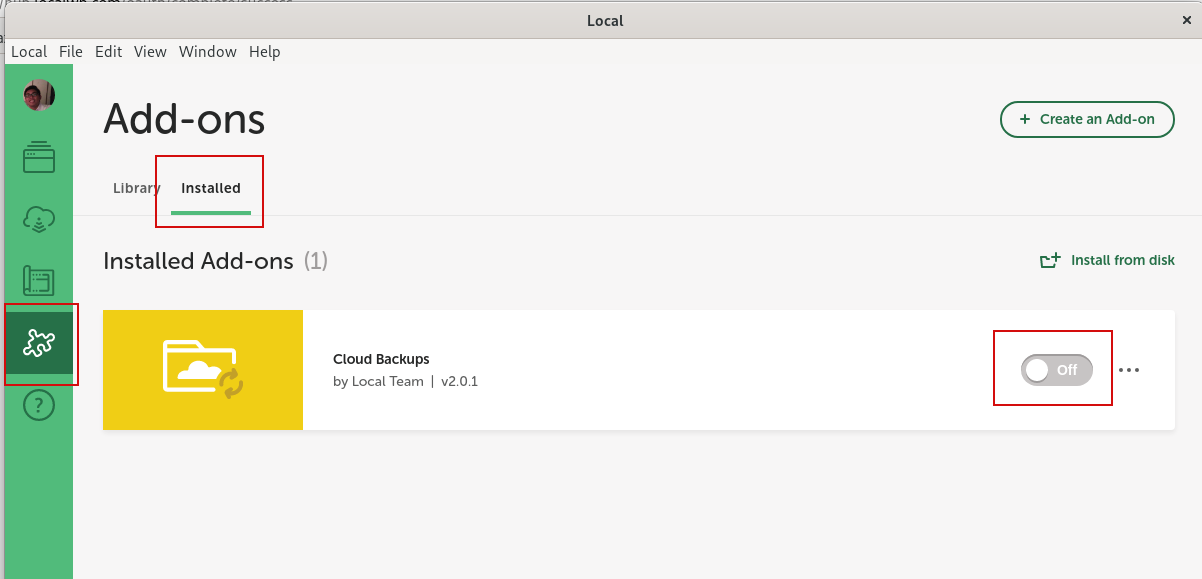 Local
Local File Edit View Window Help
Add-ons
+ Create an Add-on
Library Installed
Installed Add-ons (1)
Install from disk
Cloud Backups
by Local Team | v2.0.1
Off
?